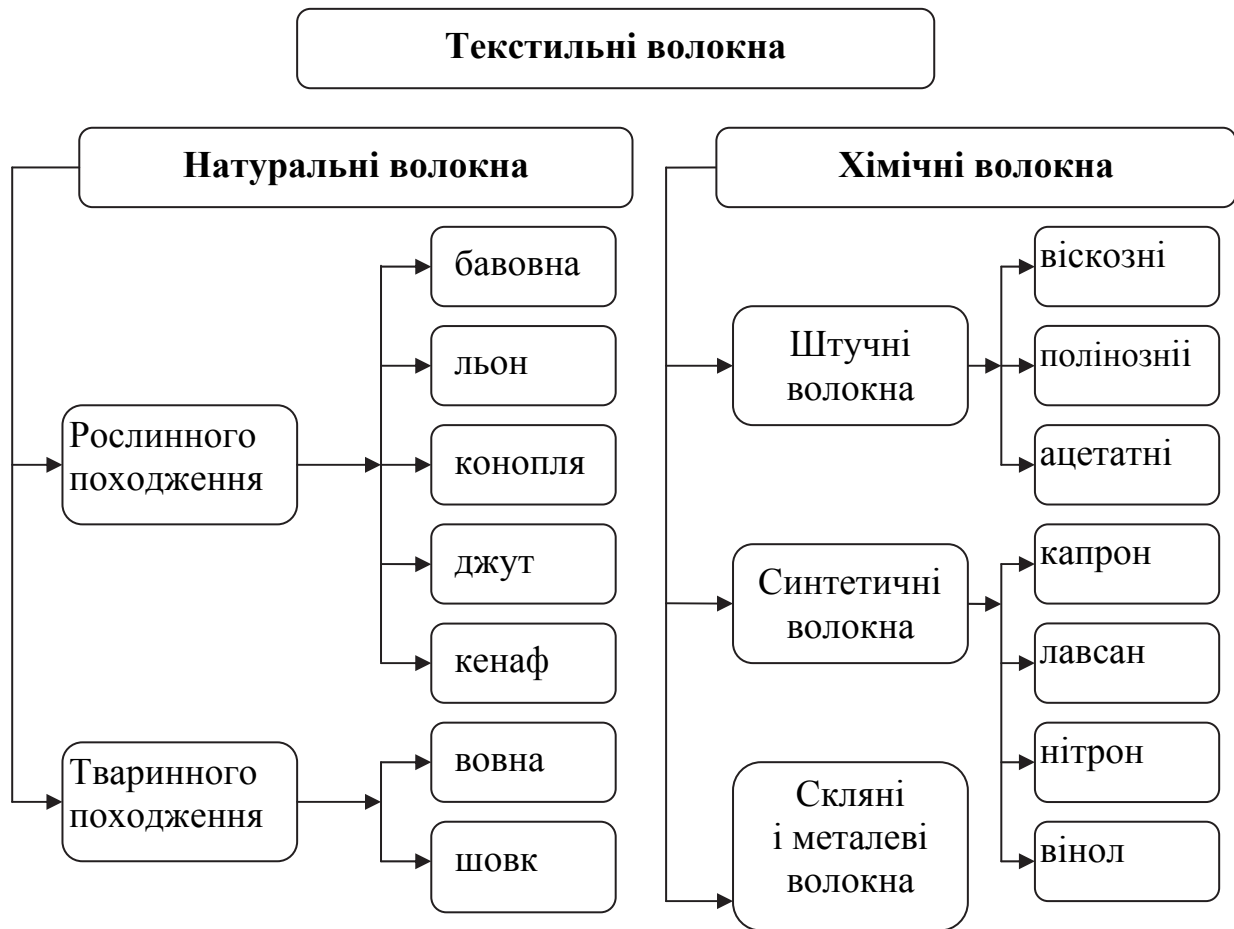 Текстильні волокна
Натуральні волокна
Рослинного
походження
бавовна
льон
конопля
джут
кенаф
Тваринного
походження
вовна
шовк
Хімічні волокна
Штучні
волокна
віскозні
полінозніі
ацетатні
Синтетичні
волокна
капрон
лавсан
нітрон
вінол
Скляні
і металеві
волокна